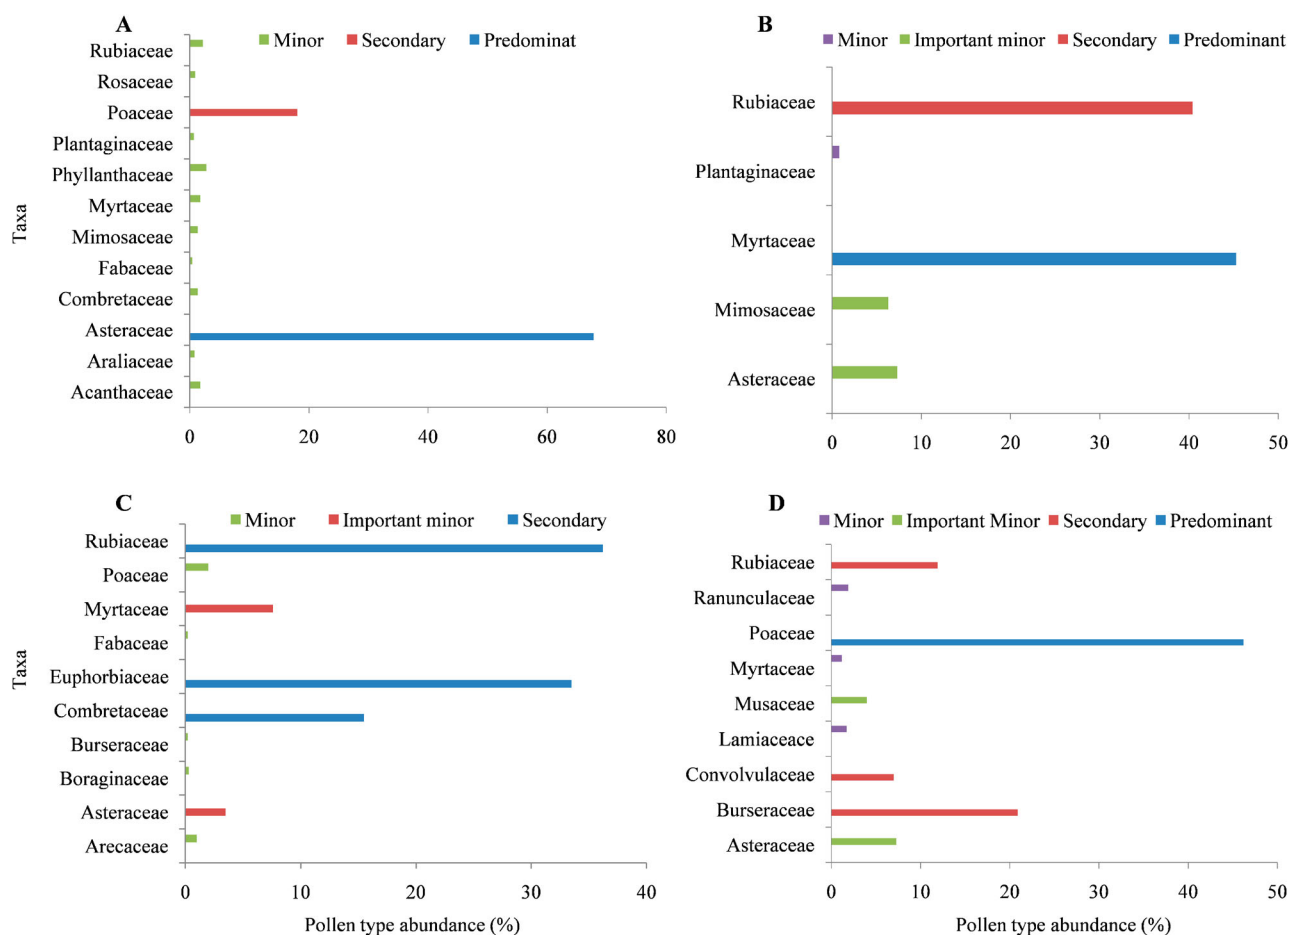 A
Minor Secondary Predominat
Taxa
Rubiaceae
Rosaceae
Poaceae
Plantaginaceae
Phyllanthaceae
Myrtaceae
Mimosaceae
Fabaceae
Combretaceae
Asteraceae
Araliaceae
Acanthaceae
0 20 40 60 80
B
Minor Important minor Secondary Predominant
Rubiaceae
Plantaginaceae
Myrtaceae
Mimosaceae
Asteraceae
0 10 20 30 40 50
C
Minor Important minor Secondary
Taxa
Rubiaceae
Poaceae
Myrtaceae
Fabaceae
Euphorbiaceae
Combretaceae
Burseraceae
Boraginaceae
Asteraceae
Arecaceae
0 10 20 30 40
Pollen type abundance (%)
D
Minor Important Minor Secondary Predominant
Rubiaceae
Ranunculaceae
Poaceae
Myrtaceae
Musaceae
Lamiaceace
Convolvulaceae
Burseraceae
Asteraceae
0 10 20 30 40 50
Pollen type abundance (%)